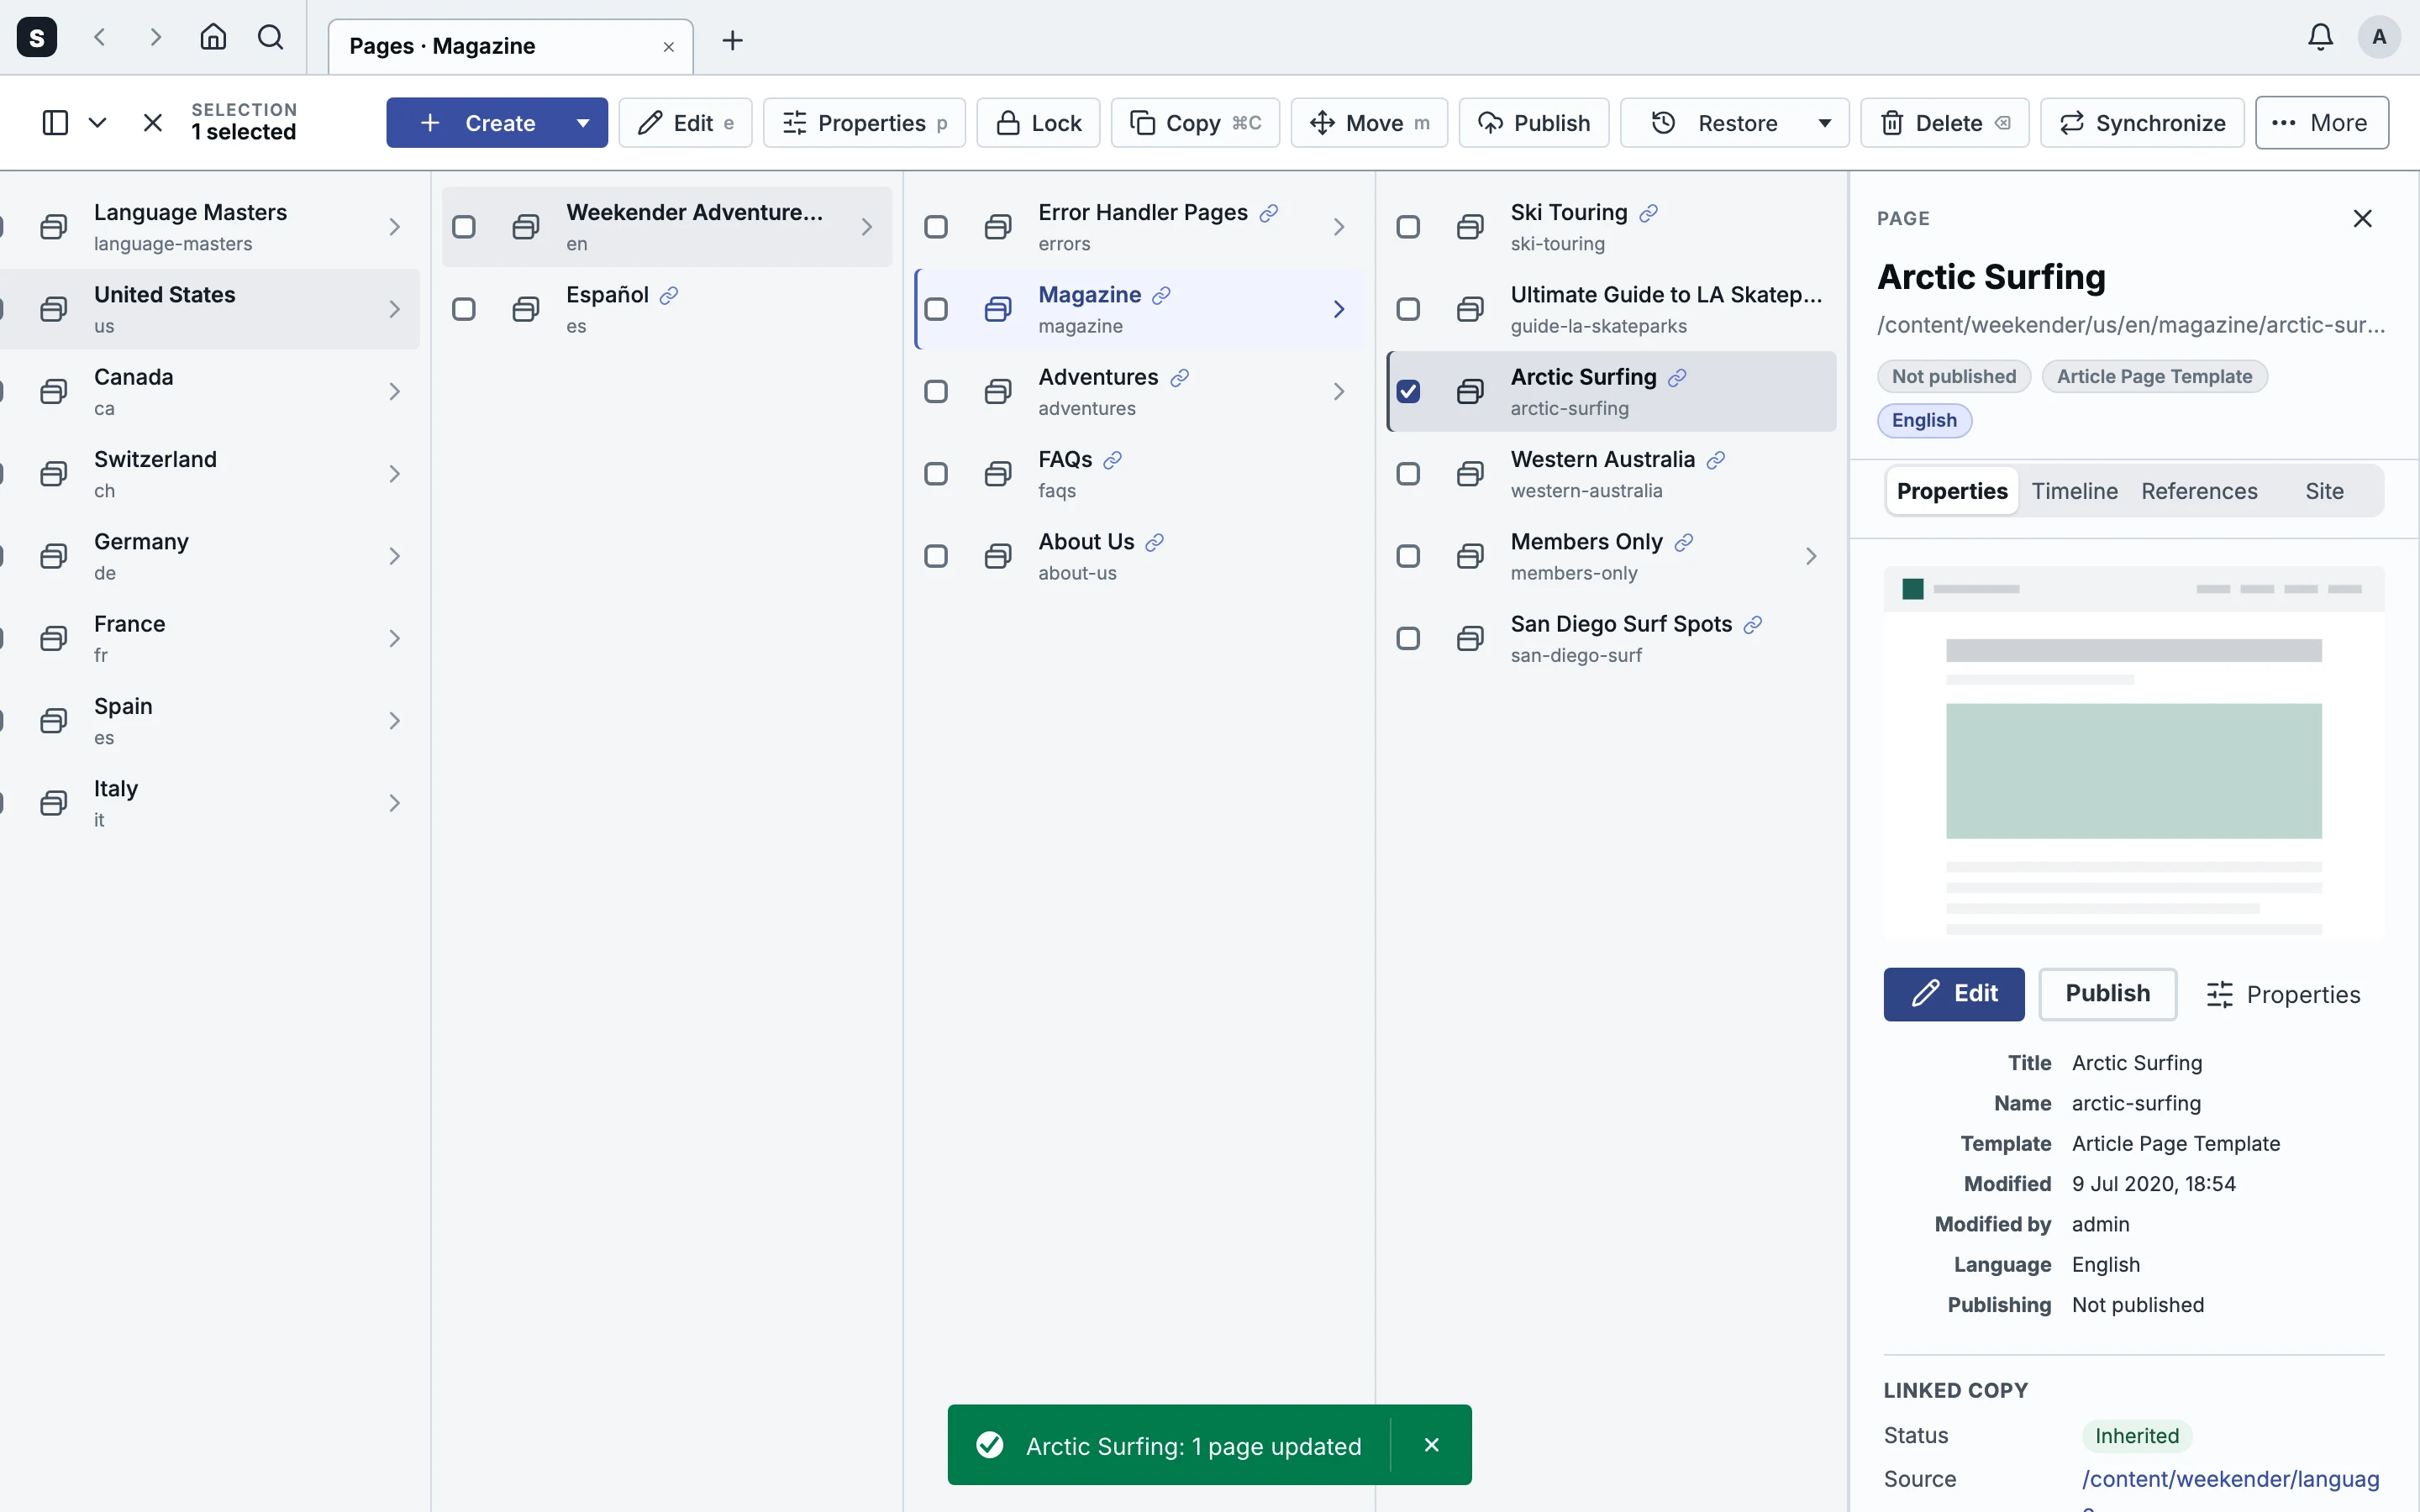 S
Pages · Magazine
A
SELECTION
1 selected
Create
Edit e
Properties p
Lock
Copy ⌘C
Move m
Publish
Restore
Delete
Synchronize
More
Language Masters
language-masters
United States
us
Canada
ca
Switzerland
ch
Germany
de
France
fr
Spain
es
Italy
it
Weekender Adventure...
en
Español
es
Error Handler Pages
errors
Magazine
magazine
Adventures
adventures
FAQs
faqs
About Us
about-us
Ski Touring
ski-touring
Ultimate Guide to LA Skatep...
guide-la-skateparks
Arctic Surfing
arctic-surfing
Western Australia
western-australia
Members Only
members-only
San Diego Surf Spots
san-diego-surf
PAGE
Arctic Surfing
/content/weekender/us/en/magazine/arctic-sur...
Not published
Article Page Template
English
Properties
Timeline
References
Site
Edit
Publish
Properties
Title Arctic Surfing
Name arctic-surfing
Template Article Page Template
Modified 9 Jul 2020, 18:54
Modified by admin
Language English
Publishing Not published
LINKED COPY
Status Inherited
Source /content/weekender/languag
Arctic Surfing: 1 page updated